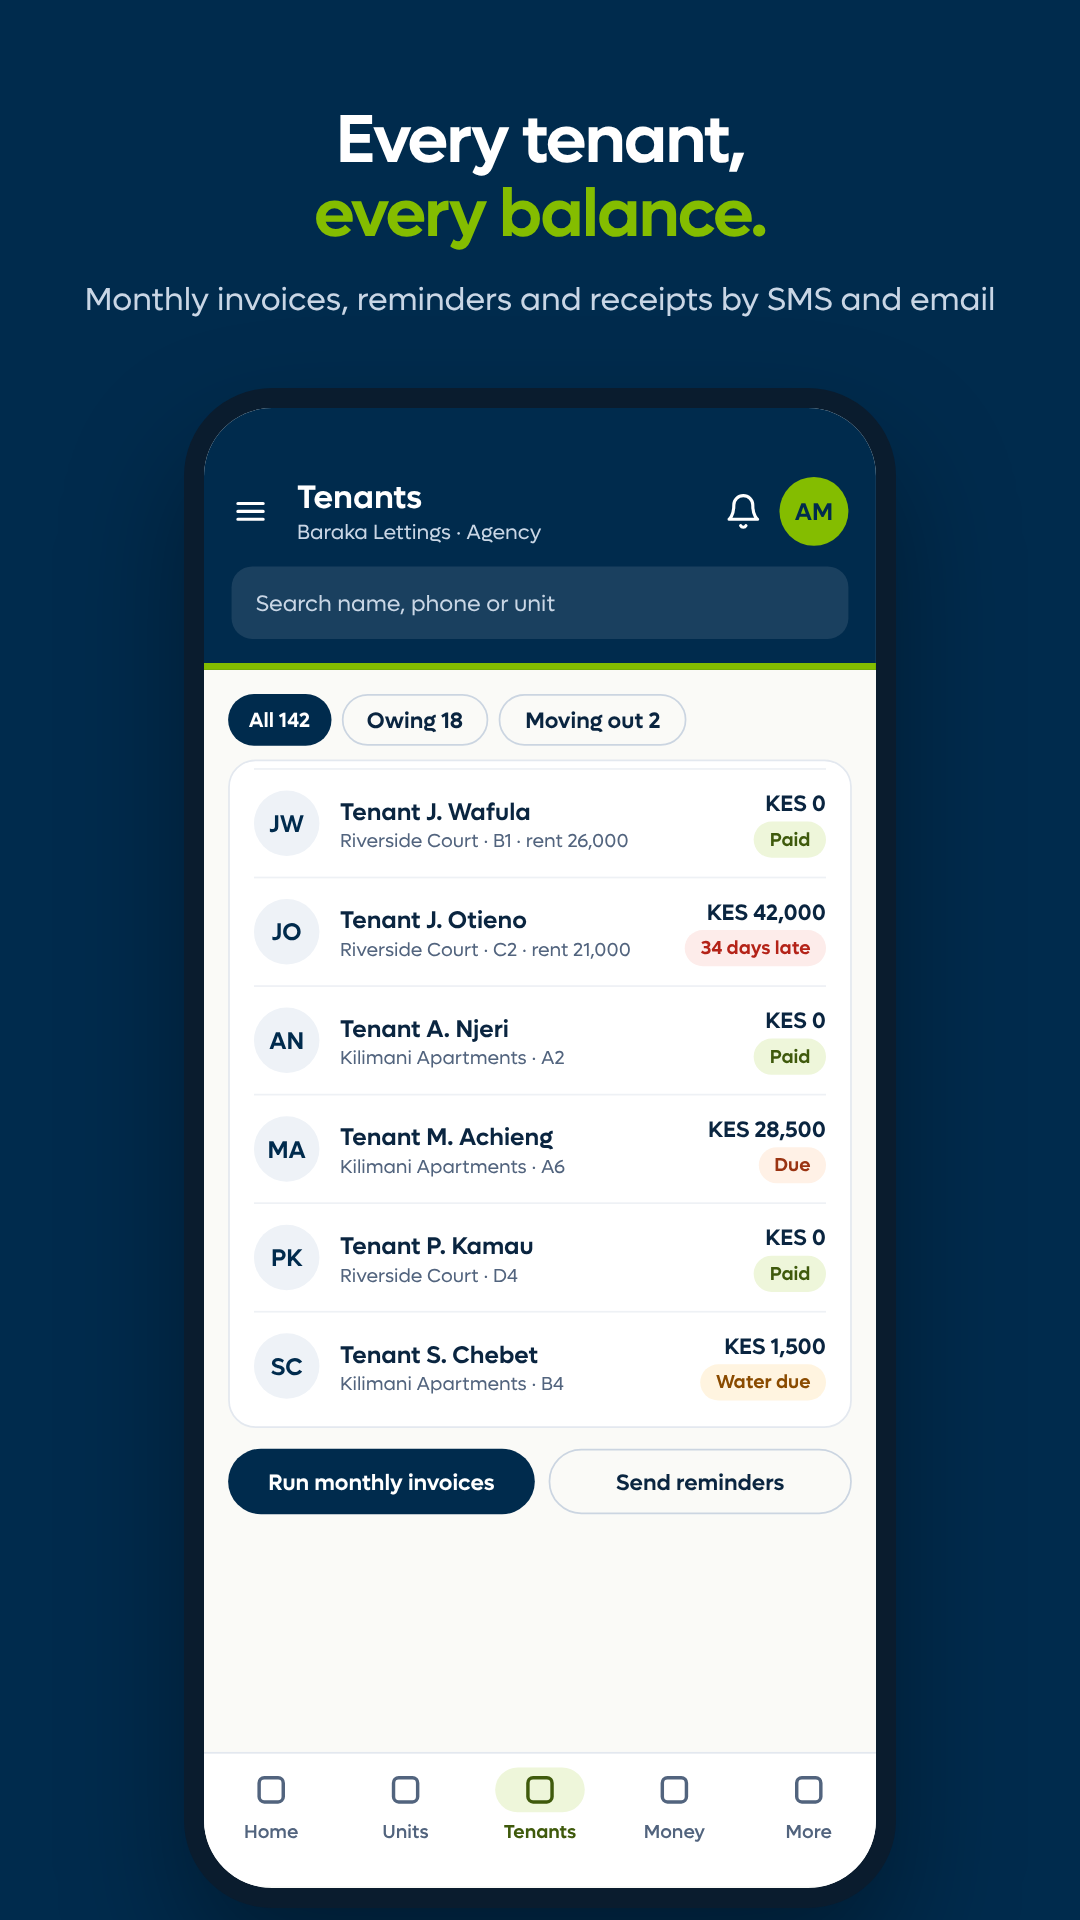 Every tenant,
every balance.
Monthly invoices, reminders and receipts by SMS and email
Tenants
Baraka Lettings · Agency
AM
Search name, phone or unit
All 142
Owing 18
Moving out 2
JW
Tenant J. Wafula
Riverside Court · B1 · rent 26,000
KES 0
Paid
JO
Tenant J. Otieno
Riverside Court · C2 · rent 21,000
KES 42,000
34 days late
AN
Tenant A. Njeri
Kilimani Apartments · A2
KES 0
Paid
MA
Tenant M. Achieng
Kilimani Apartments · A6
KES 28,500
Due
PK
Tenant P. Kamau
Riverside Court · D4
KES 0
Paid
SC
Tenant S. Chebet
Kilimani Apartments · B4
KES 1,500
Water due
Run monthly invoices
Send reminders
Home
Units
Tenants
Money
More